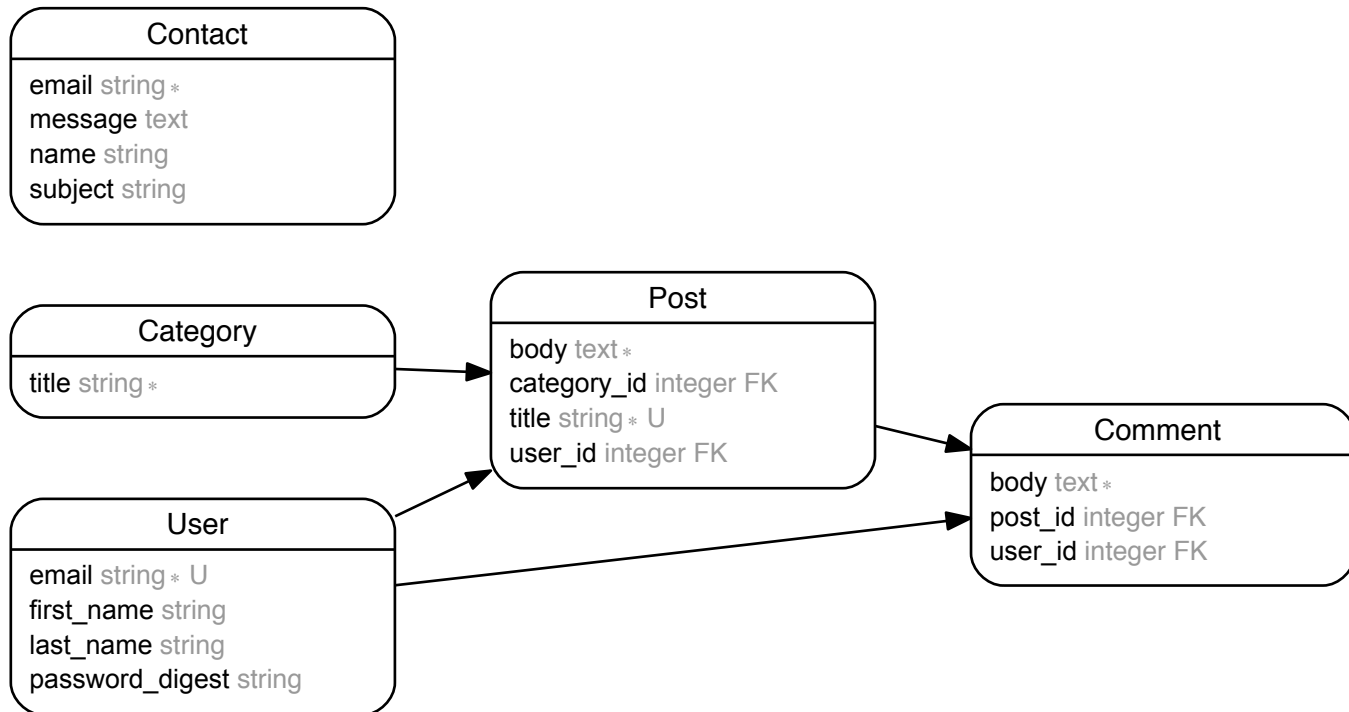 Contact
email string *
message text
name string
subject string
Category
title string *
User
email string * U
first_name string
last_name string
password_digest string
Post
body text *
category_id integer FK
title string * U
user_id integer FK
Comment
body text *
post_id integer FK
user_id integer FK